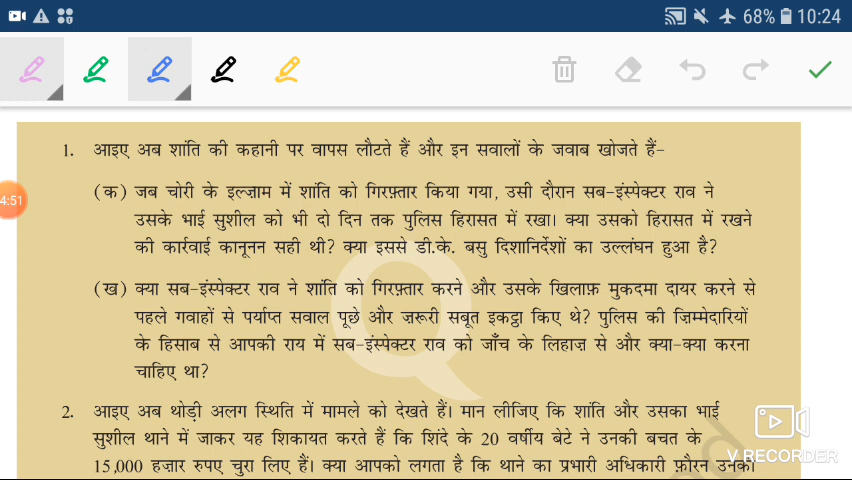 68% 10:24
1. आइए अब शांति की कहानी पर वापस लौटते हैं और इन सवालों के जवाब खोजते हैं–
4:51
(क) जब चोरी के इल्ज़ाम में शांति को गिरफ़्तार किया गया, उसी दौरान सब-इंस्पेक्टर राव ने
उसके भाई सुशील को भी दो दिन तक पुलिस हिरासत में रखा। क्या उसको हिरासत में रखने
की कार्रवाई कानूनन सही थी? क्या इससे डी.के. बसु दिशानिर्देशों का उल्लंघन हुआ है?
(ख) क्या सब-इंस्पेक्टर राव ने शांति को गिरफ़्तार करने और उसके खिलाफ़ मुकदमा दायर करने से
पहले गवाहों से पर्याप्त सवाल पूछे और ज़रूरी सबूत इकट्ठा किए थे? पुलिस की ज़िम्मेदारियों
के हिसाब से आपकी राय में सब-इंस्पेक्टर राव को जाँच के लिहाज़ से और क्या-क्या करना
चाहिए था?
2. आइए अब थोड़ी अलग स्थिति में मामले को देखते हैं। मान लीजिए कि शांति और उसका भाई
सुशील थाने में जाकर यह शिकायत करते हैं कि शिंदे के 20 वर्षीय बेटे ने उनकी बचत के
15,000 हज़ार रुपए चुरा लिए हैं। क्या आपको लगता है कि थाने का प्रभारी अधिकारी फ़ौरन उनकी
V RECORDER